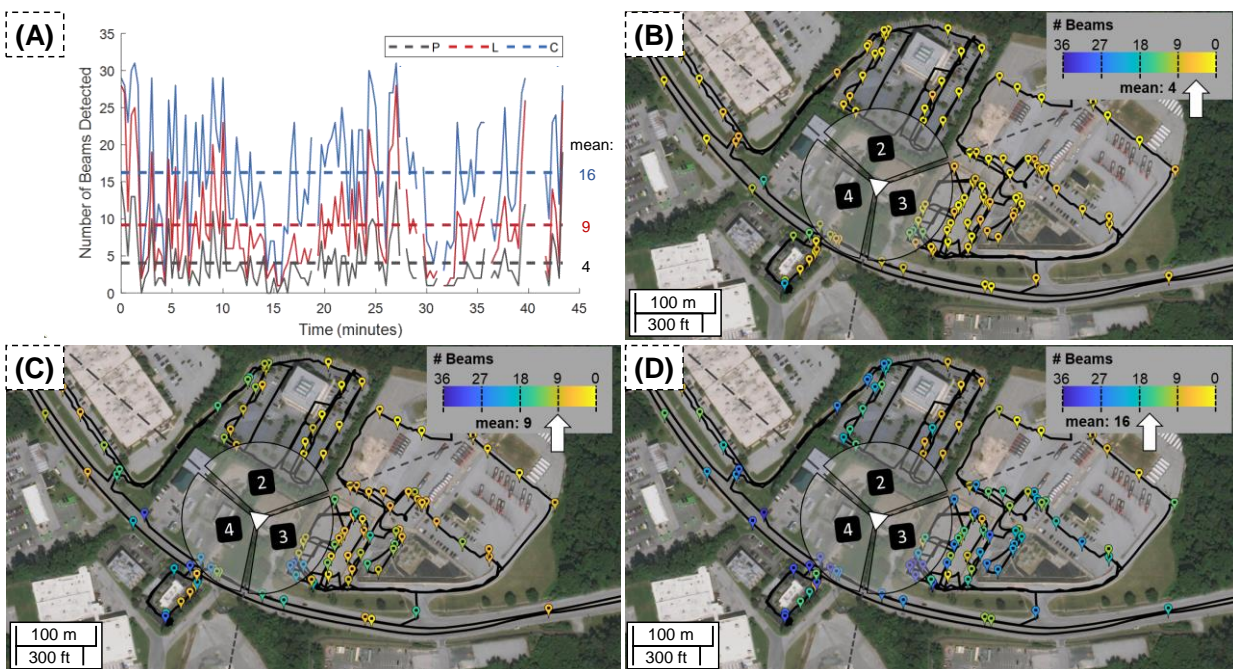 (A)
35
30
25
20
15
10
5
0
Number of Beams Detected
0 5 10 15 20 25 30 35 40 45
Time (minutes)
P L C
mean:
16
9
4
(B)
# Beams
36 27 18 9 0
mean: 4
2
4
3
100 m
300 ft
(C)
# Beams
36 27 18 9 0
mean: 9
2
4
3
100 m
300 ft
(D)
# Beams
36 27 18 9 0
mean: 16
2
4
3
100 m
300 ft